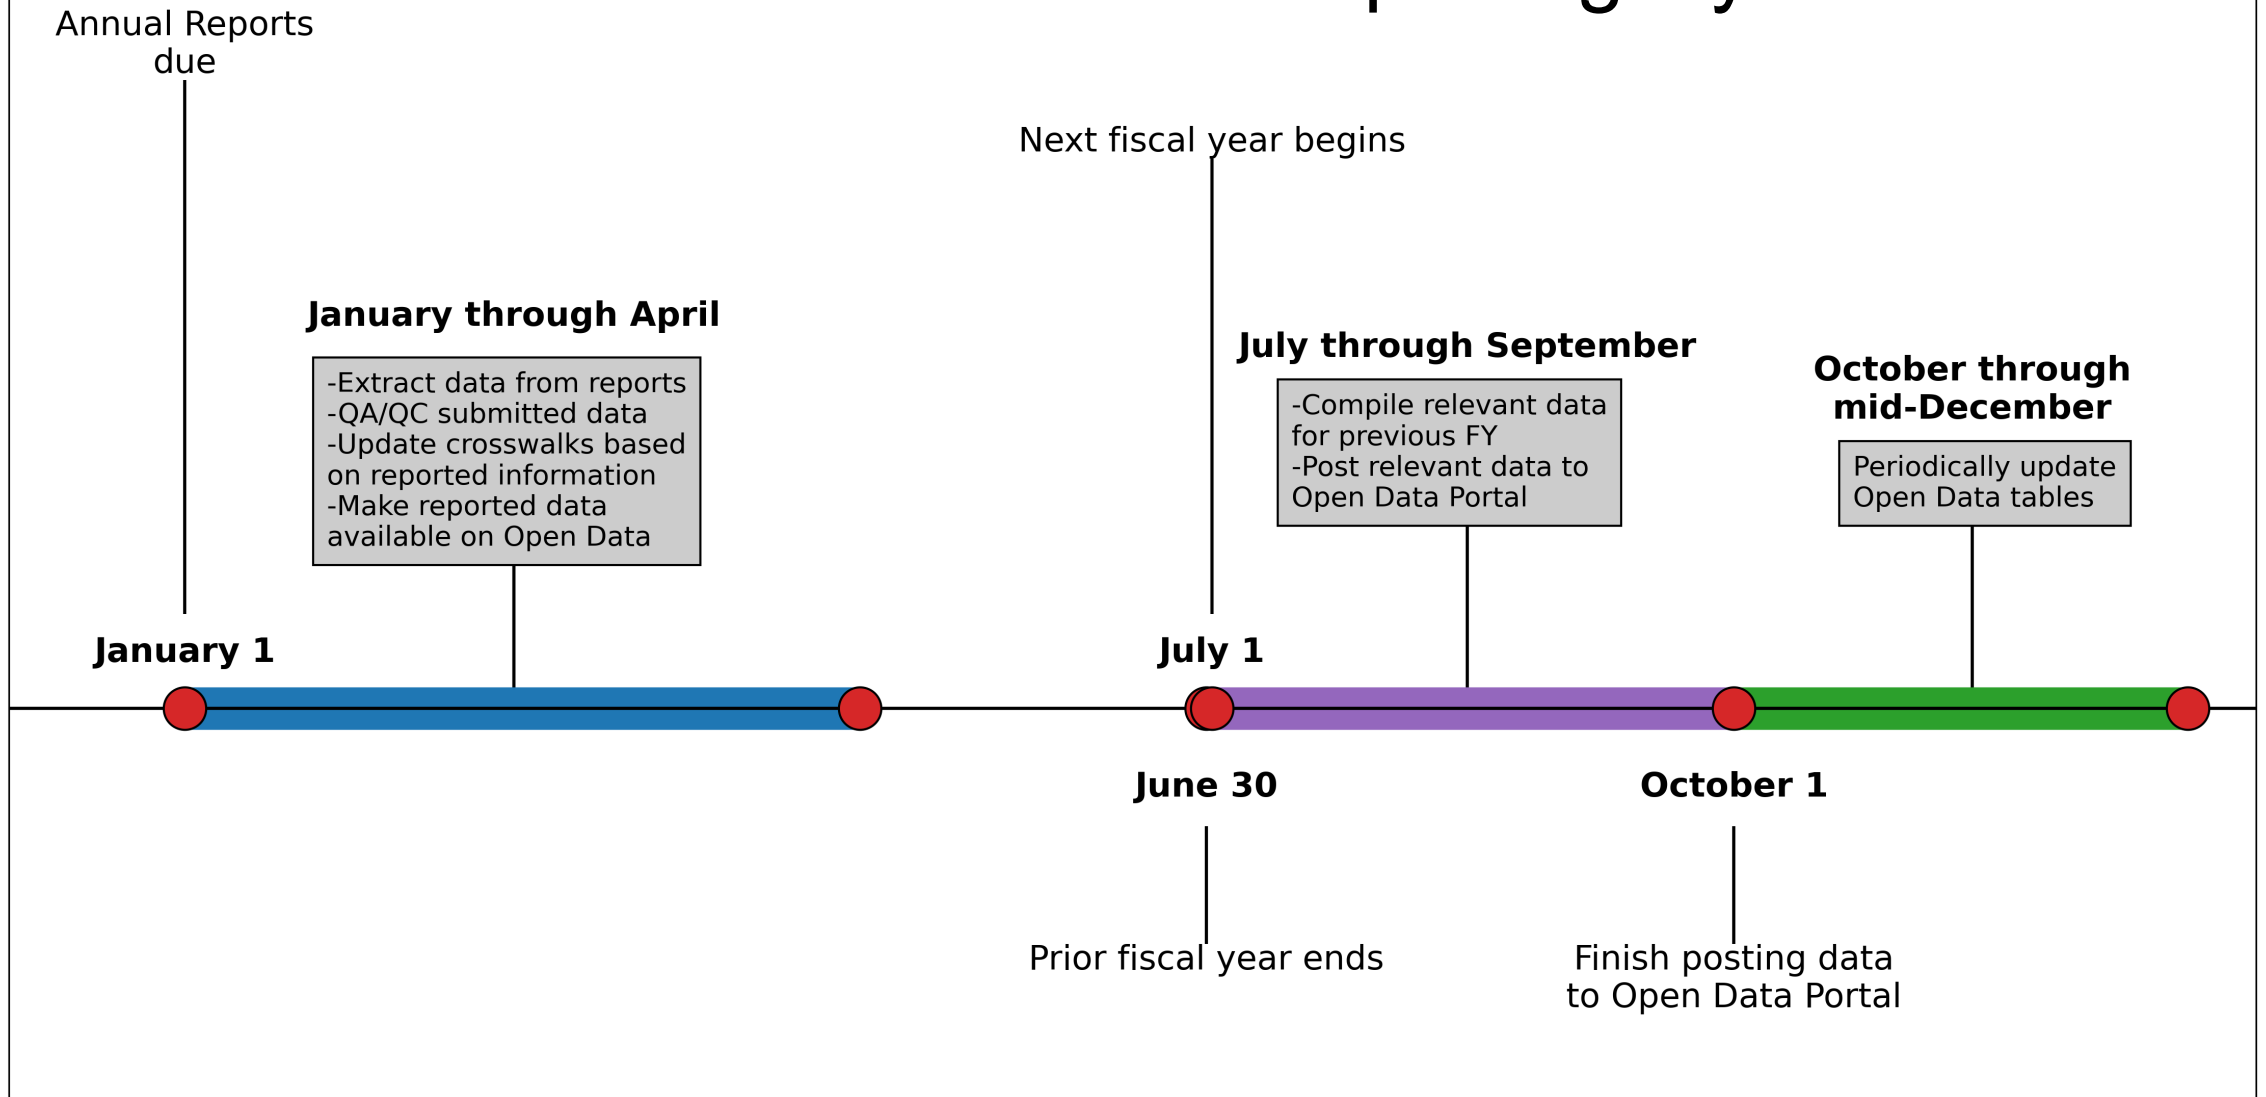 Annual Reports
due
Next fiscal year begins
January through April
-Extract data from reports
-QA/QC submitted data
-Update crosswalks based
on reported information
-Make reported data
available on Open Data
July through September
-Compile relevant data
for previous FY
-Post relevant data to
Open Data Portal
October through
mid-December
Periodically update
Open Data tables
January 1
July 1
June 30
October 1
Prior fiscal year ends
Finish posting data
to Open Data Portal